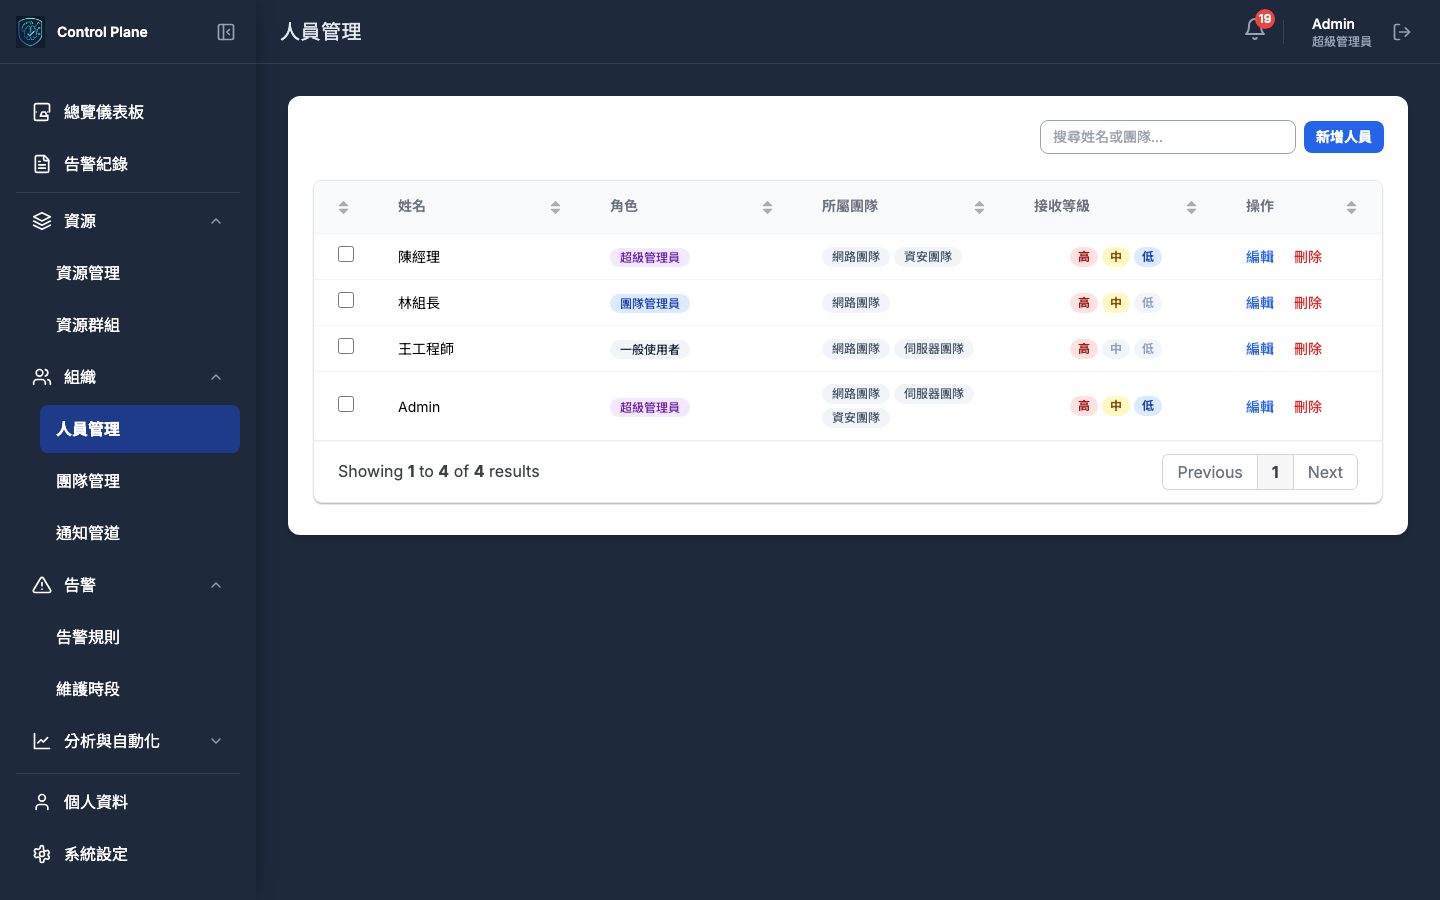 Control Plane
人員管理
19
Admin
超級管理員
總覽儀表板
告警紀錄
資源
資源管理
資源群組
組織
人員管理
團隊管理
通知管道
告警
告警規則
維護時段
分析與自動化
個人資料
系統設定
搜尋姓名或團隊...
新增人員
姓名 角色 所屬團隊 接收等級 操作
陳經理 超級管理員 網路團隊 資安團隊 高 中 低 編輯 刪除
林組長 團隊管理員 網路團隊 高 中 低 編輯 刪除
王工程師 一般使用者 網路團隊 伺服器團隊 高 中 低 編輯 刪除
Admin 超級管理員 網路團隊 伺服器團隊 高 中 低 編輯 刪除
資安團隊
Showing 1 to 4 of 4 results
Previous 1 Next